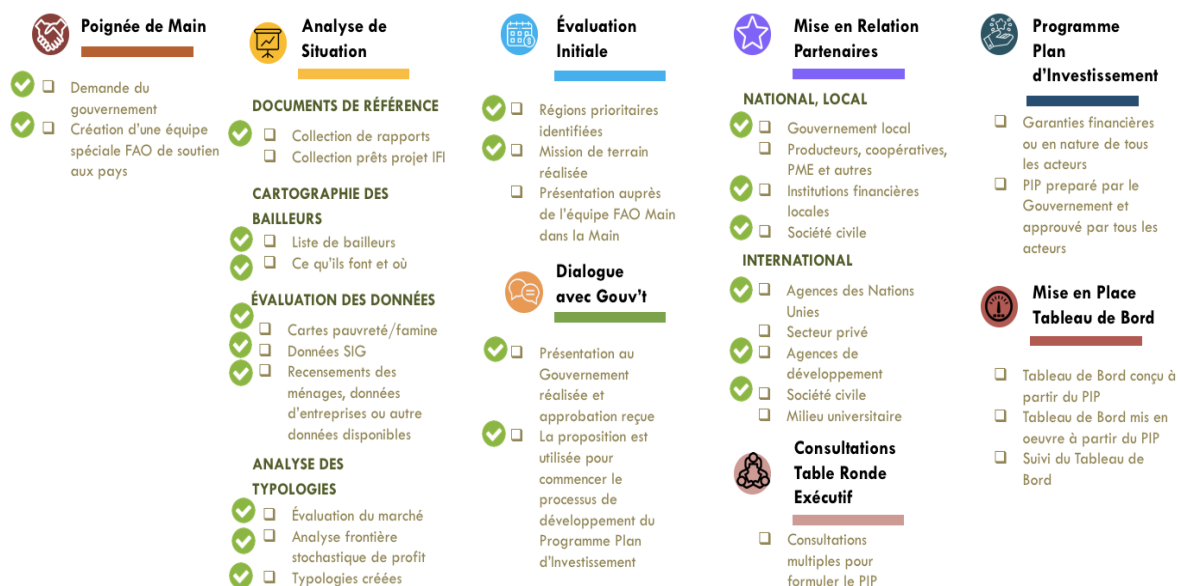 Poignée de Main
❑ Demande du
gouvernement
❑ Création d'une équipe
spéciale FAO de soutien
aux pays
Analyse de
Situation
DOCUMENTS DE RÉFÉRENCE
❑ Collection de rapports
❑ Collection prêts projet IFI
CARTOGRAPHIE DES
BAILLEURS
❑ Liste de bailleurs
❑ Ce qu'ils font et où
ÉVALUATION DES DONNÉES
❑ Cartes pauvreté/famine
❑ Données SIG
❑ Recensements des
ménages, données
d'entreprises ou autre
données disponibles
ANALYSE DES
TYPOLOGIES
❑ Évaluation du marché
❑ Analyse frontière
stochastique de profit
❑ Typologies créées
Évaluation
Initiale
❑ Régions prioritaires
identifiées
❑ Mission de terrain
réalisée
❑ Présentation auprès
de l'équipe FAO Main
dans la Main
Dialogue
avec Gouv't
❑ Présentation au
Gouvernement
réalisée et
approbation reçue
❑ La proposition est
utilisée pour
commencer le
processus de
développement du
Programme Plan
d'Investissement
Mise en Relation
Partenaires
NATIONAL, LOCAL
❑ Gouvernement local
❑ Producteurs, coopératives,
PME et autres
❑ Institutions financières
locales
❑ Société civile
INTERNATIONAL
❑ Agences des Nations
Unies
❑ Secteur privé
❑ Agences de
développement
❑ Société civile
❑ Milieu universitaire
Consultations
Table Ronde
Exécutif
❑ Consultations
multiples pour
formuler le PIP
Programme
Plan
d'Investissement
❑ Garanties financières
ou en nature de tous
les acteurs
❑ PIP preparé par le
Gouvernement et
approuvé par tous les
acteurs
Mise en Place
Tableau de Bord
❑ Tableau de Bord conçu à
partir du PIP
❑ Tableau de Bord mis en
oeuvre à partir du PIP
❑ Suivi du Tableau de
Bord